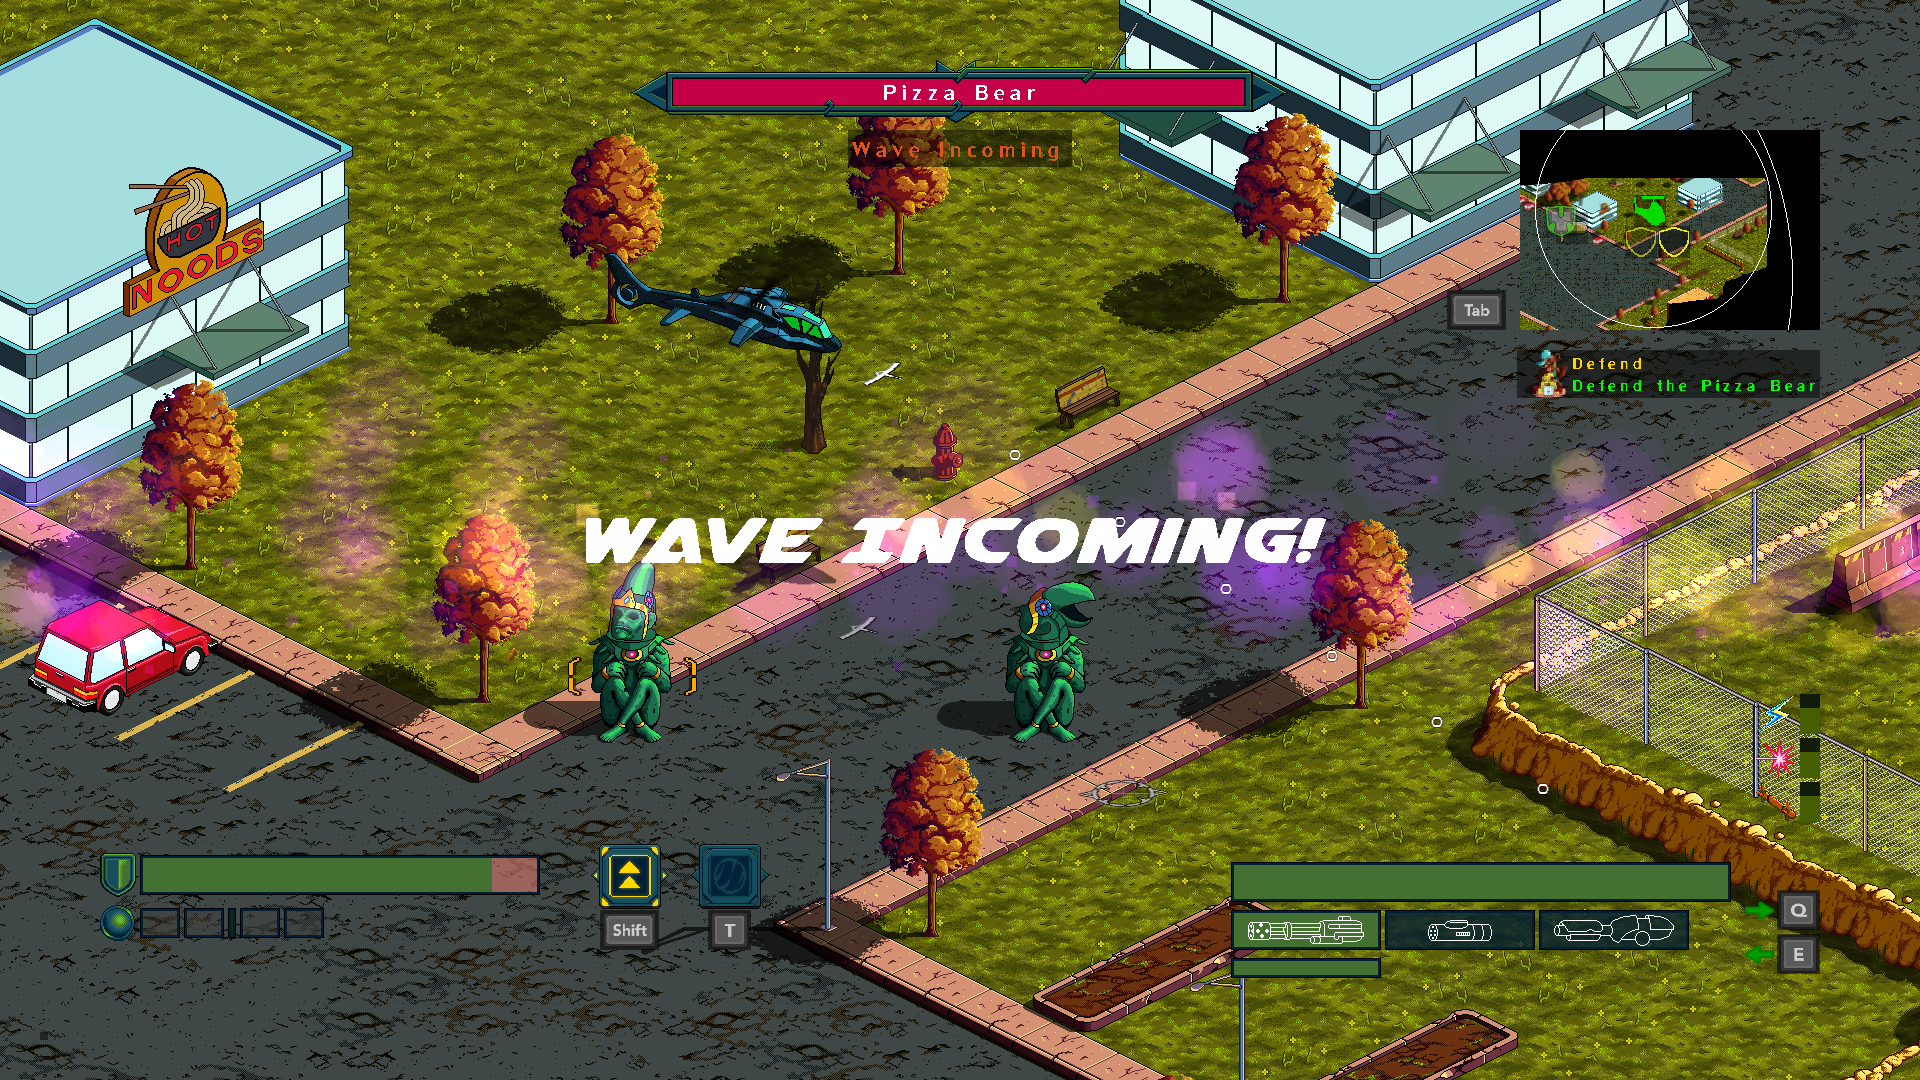 Pizza Bear
Wave Incoming
HOT
NOODS
Tab
Defend
Defend the Pizza Bear
WAVE INCOMING!
Shift
T
Q
E